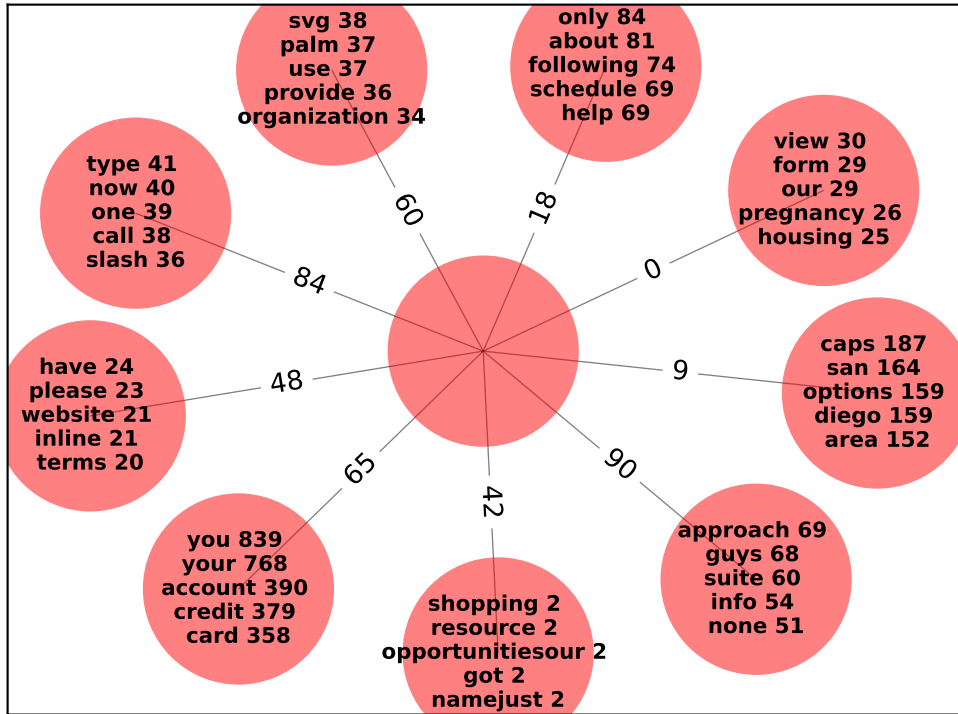 svg 38
palm 37
use 37
provide 36
organization 34
only 84
about 81
following 74
schedule 69
help 69
view 30
form 29
our 29
pregnancy 26
housing 25
type 41
now 40
one 39
call 38
slash 36
60
18
0
84
have 24
please 23
website 21
inline 21
terms 20
48
9
caps 187
san 164
options 159
diego 159
area 152
65
42
90
you 839
your 768
account 390
credit 379
card 358
shopping 2
resource 2
opportunitiesour 2
got 2
namejust 2
approach 69
guys 68
suite 60
info 54
none 51